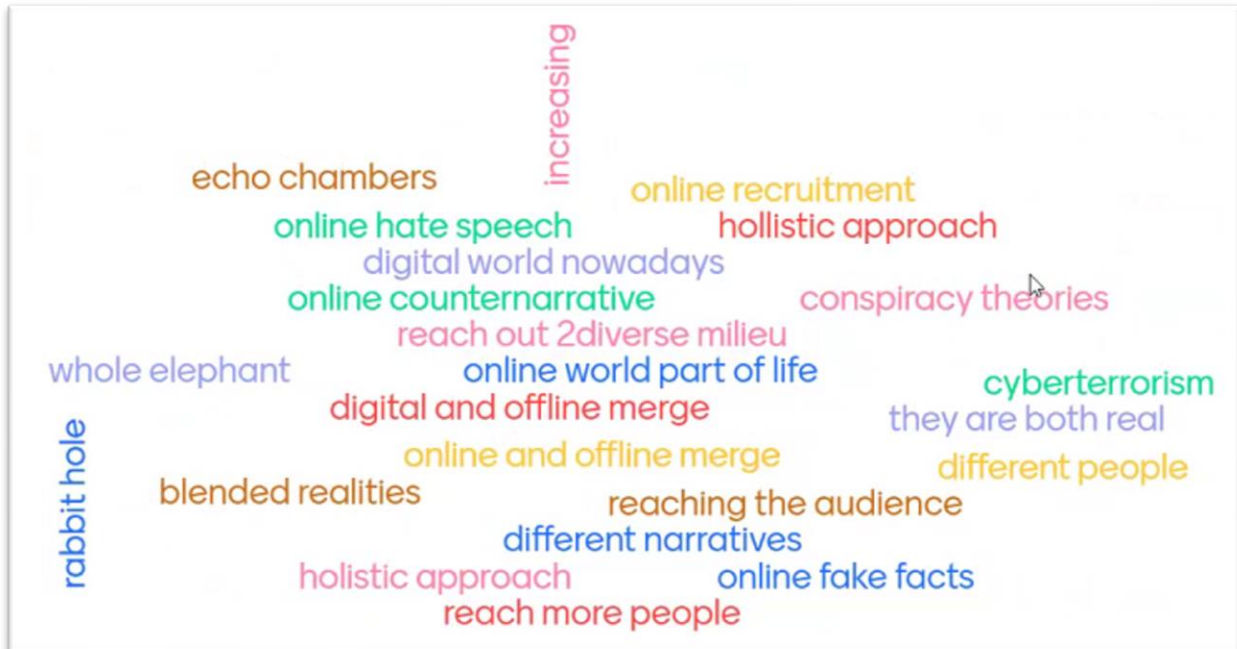 increasing
echo chambers
online recruitment
online hate speech
hollistic approach
digital world nowadays
online counternarrative
conspiracy theories
reach out 2diverse milieu
whole elephant
online world part of life
cyberterrorism
digital and offline merge
they are both real
rabbit hole
online and offline merge
different people
blended realities
reaching the audience
different narratives
holistic approach
online fake facts
reach more people